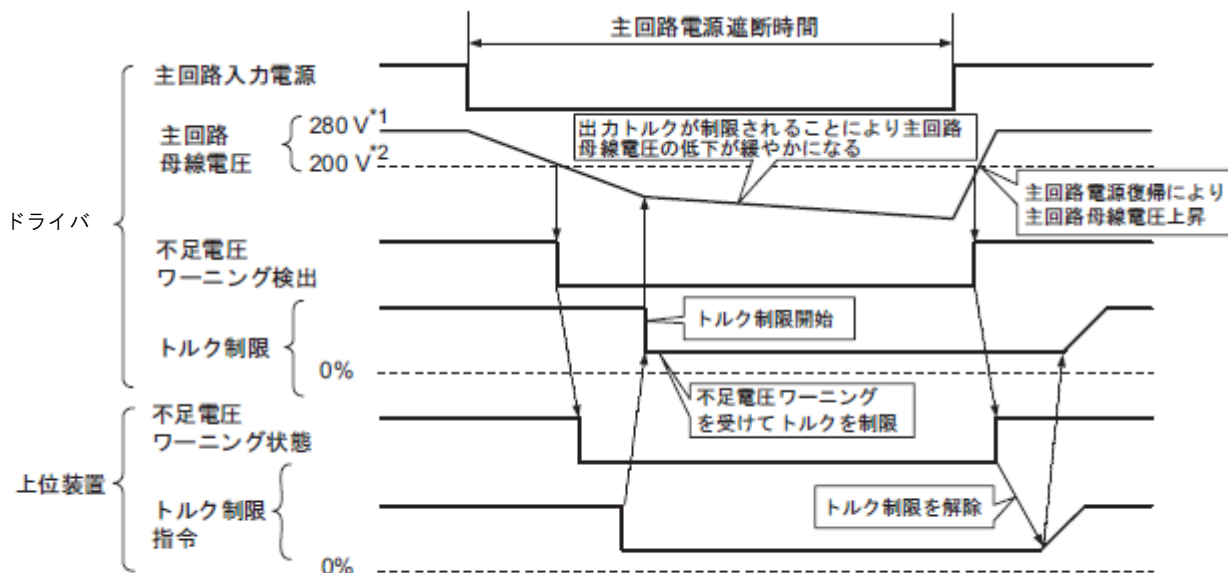 主回路電源遮断時間
主回路入力電源
主回路
母線電圧
280 V*1
200 V*2
出力トルクが制限されることにより主回路
母線電圧の低下が緩やかになる
主回路電源復帰により
主回路母線電圧上昇
ドライバ
不足電圧
ワーニング検出
トルク制限開始
トルク制限
0%
不足電圧ワーニング
を受けてトルクを制限
不足電圧
ワーニング状態
上位装置
トルク制限を解除
トルク制限
指令
0%